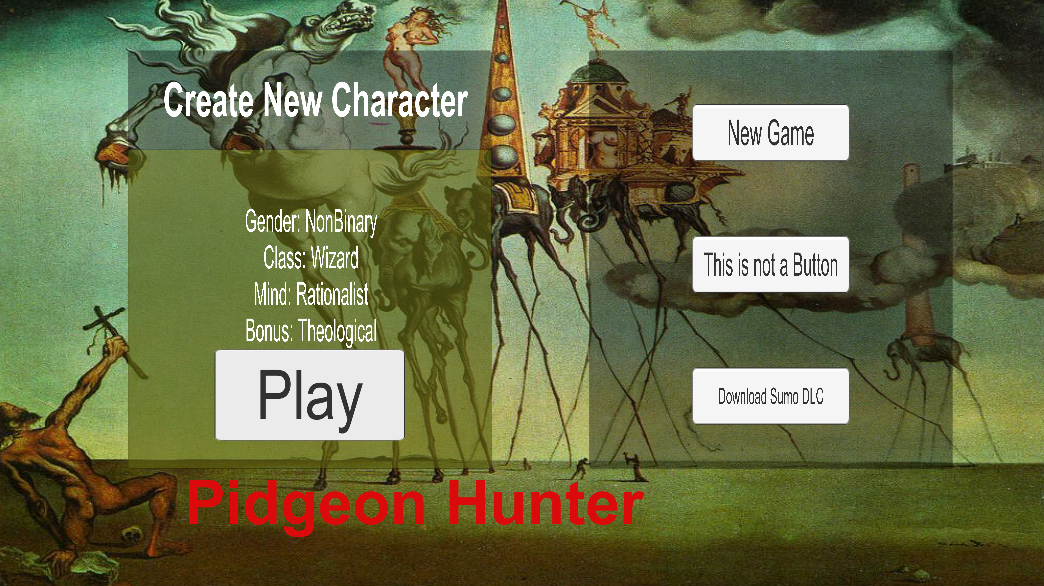 Create New Character
Gender: NonBinary
Class: Wizard
Mind: Rationalist
Bonus: Theological
Play
New Game
This is not a Button
Download Sumo DLC
Pidgeon Hunter